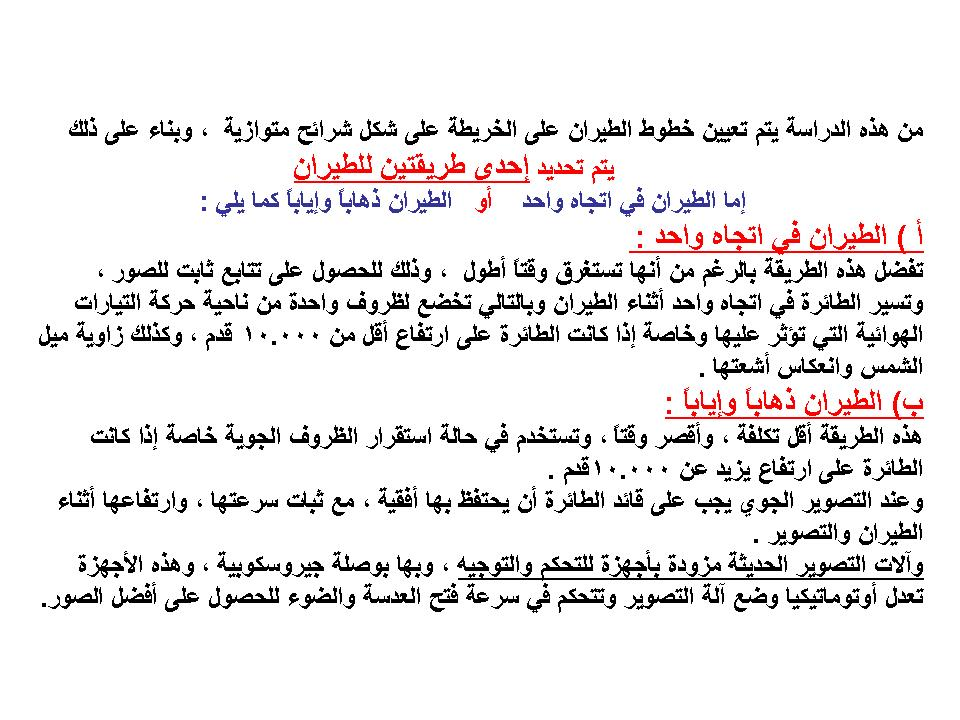 من هذه الدراسة يتم تعيين خطوط الطيران على الخريطة على شكل شرائح متوازية ، وبناء على ذلك
يتم تحديد إحدى طريقتين للطيران
إما الطيران في اتجاه واحد أو الطيران ذهاباً وإياباً كما يلي :
أ ) الطيران في اتجاه واحد :
تفضل هذه الطريقة بالرغم من أنها تستغرق وقتاً أطول ، وذلك للحصول على تتابع ثابت للصور ،
وتسير الطائرة في اتجاه واحد أثناء الطيران وبالتالي تخضع لظروف واحدة من ناحية حركة التيارات
الهوائية التي تؤثر عليها وخاصة إذا كانت الطائرة على ارتفاع أقل من ١٠.٠٠٠ قدم ، وكذلك زاوية ميل
الشمس وانعكاس أشعتها .
ب) الطيران ذهاباً وإياباً :
هذه الطريقة أقل تكلفة ، وأقصر وقتاً ، وتستخدم في حالة استقرار الظروف الجوية خاصة إذا كانت
الطائرة على ارتفاع يزيد عن ١٠.٠٠٠قدم .
وعند التصوير الجوي يجب على قائد الطائرة أن يحتفظ بها أفقية ، مع ثبات سرعتها ، وارتفاعها أثناء
الطيران والتصوير .
وآلات التصوير الحديثة مزودة بأجهزة للتحكم والتوجيه ، وبها بوصلة جيروسكوبية ، وهذه الأجهزة
تعدل أوتوماتيكيا وضع آلة التصوير وتتحكم في سرعة فتح العدسة والضوء للحصول على أفضل الصور.